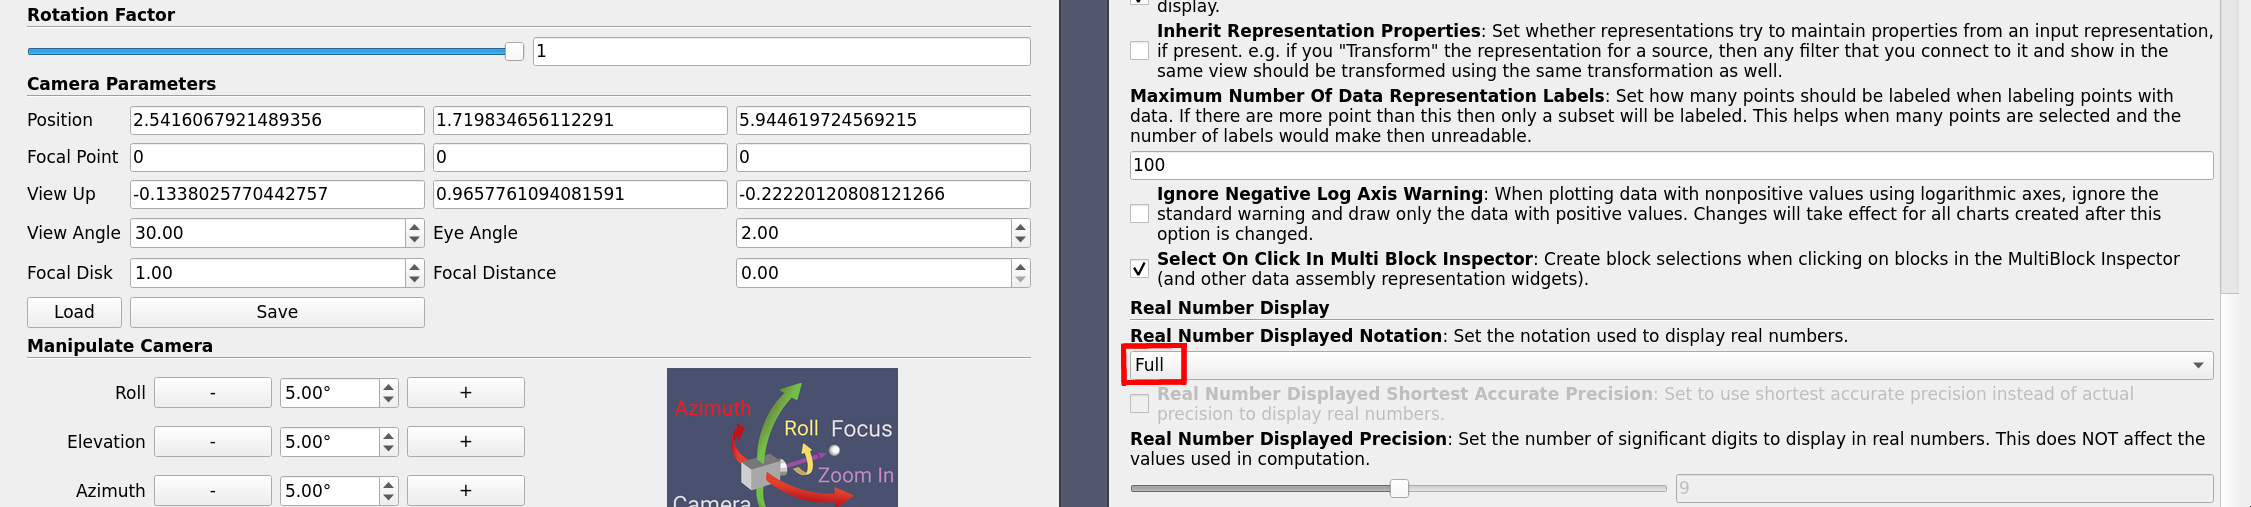 Rotation Factor
1
Camera Parameters
Position 2.5416067921489356 1.719834656112291 5.944619724569215
Focal Point 0 0 0
View Up -0.1338025770442757 0.9657761094081591 -0.22220120808121266
View Angle 30.00 Eye Angle 2.00
Focal Disk 1.00 Focal Distance 0.00
Load Save
Manipulate Camera
Roll - 5.00° +
Elevation - 5.00° +
Azimuth - 5.00° +
Azimuth
Roll Focus
Zoom In
Camera
display.
Inherit Representation Properties: Set whether representations try to maintain properties from an input representation,
if present. e.g. if you "Transform" the representation for a source, then any filter that you connect to it and show in the
same view should be transformed using the same transformation as well.
Maximum Number Of Data Representation Labels: Set how many points should be labeled when labeling points with
data. If there are more point than this then only a subset will be labeled. This helps when many points are selected and the
number of labels would make then unreadable.
100
Ignore Negative Log Axis Warning: When plotting data with nonpositive values using logarithmic axes, ignore the
standard warning and draw only the data with positive values. Changes will take effect for all charts created after this
option is changed.
Select On Click In Multi Block Inspector: Create block selections when clicking on blocks in the MultiBlock Inspector
(and other data assembly representation widgets).
Real Number Display
Real Number Displayed Notation: Set the notation used to display real numbers.
Full
Real Number Displayed Shortest Accurate Precision: Set to use shortest accurate precision instead of actual
precision to display real numbers.
Real Number Displayed Precision: Set the number of significant digits to display in real numbers. This does NOT affect the
values used in computation.
9